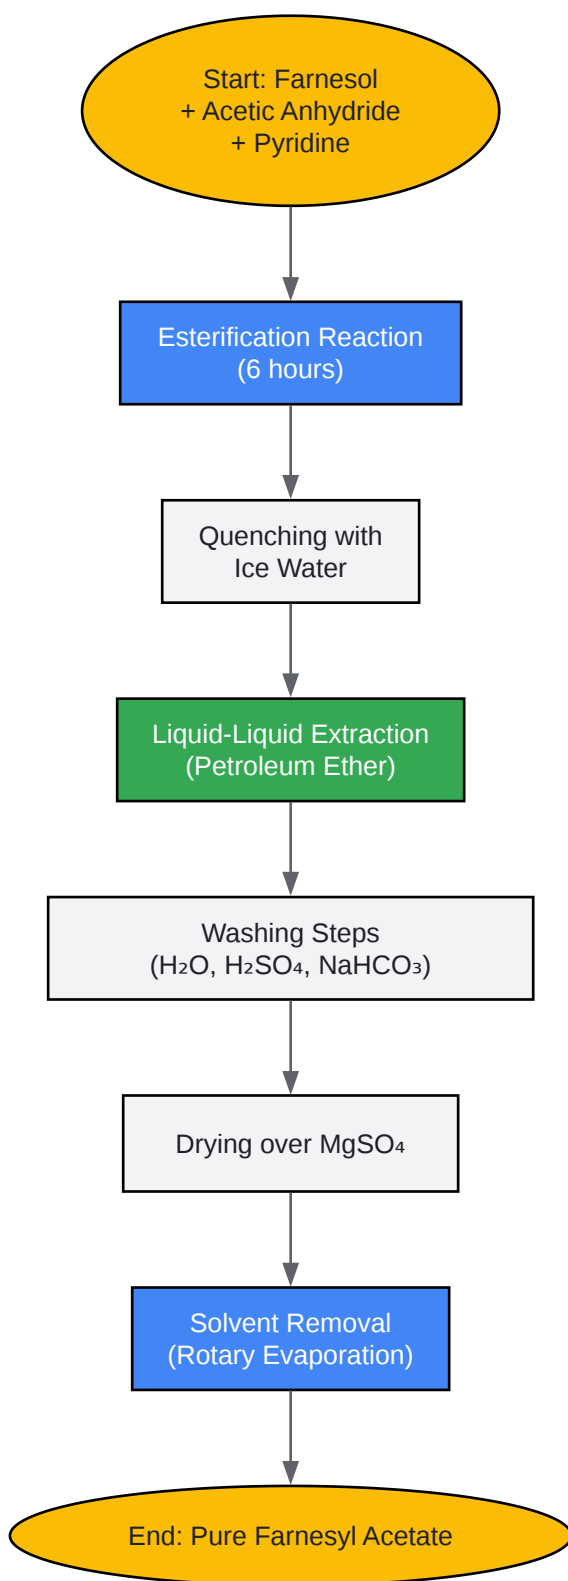 Start: Farnesol
+ Acetic Anhydride
+ Pyridine
Esterification Reaction
(6 hours)
Quenching with
Ice Water
Liquid-Liquid Extraction
(Petroleum Ether)
Washing Steps
(H₂O, H₂SO₄, NaHCO₃)
Drying over MgSO₄
Solvent Removal
(Rotary Evaporation)
End: Pure Farnesyl Acetate